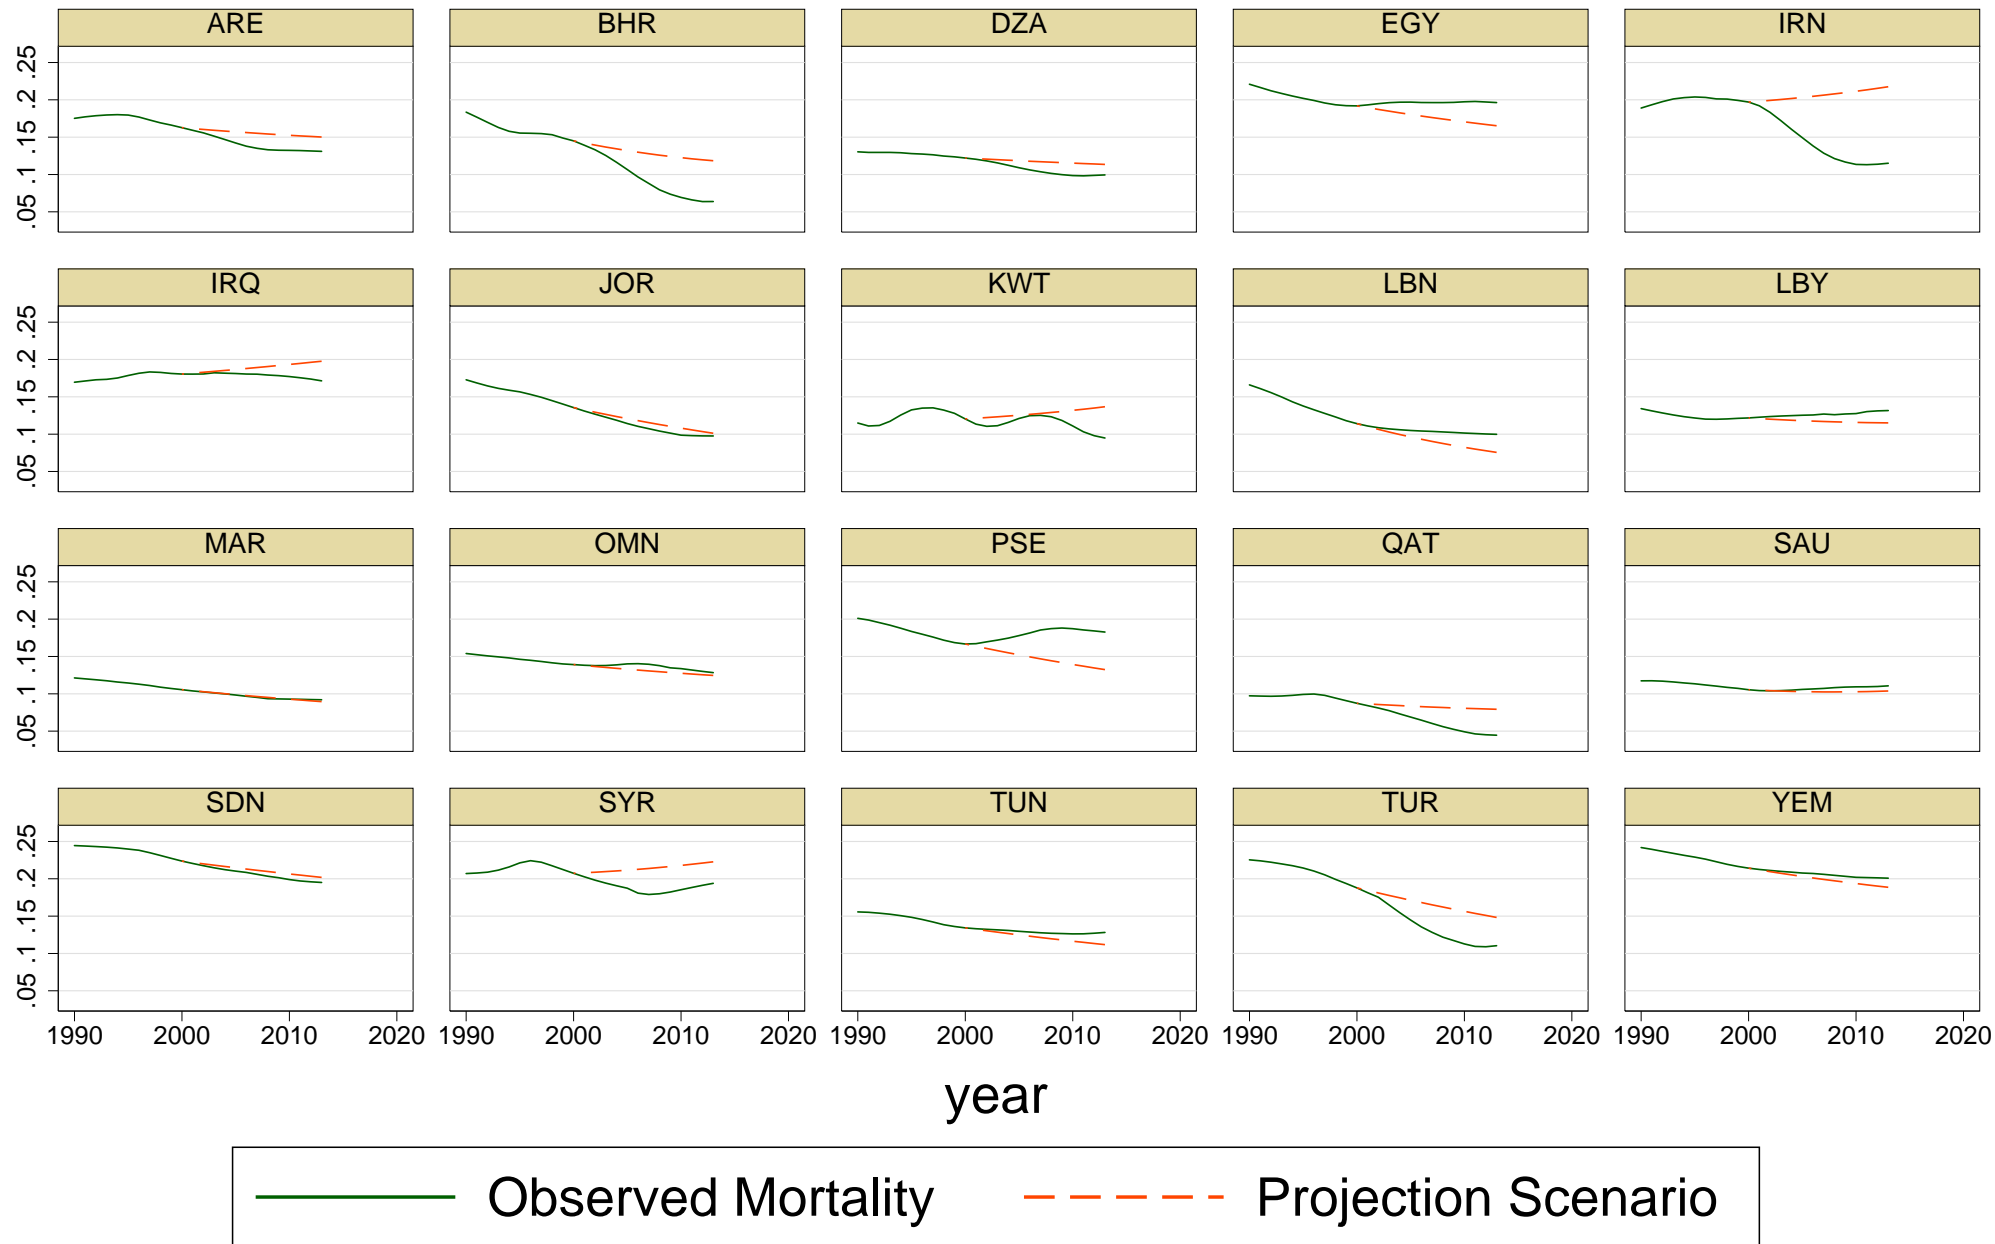 ARE BHR DZA EGY IRN
.05 .1 .15 .2 .25
IRQ JOR KWT LBN LBY
.05 .1 .15 .2 .25
MAR OMN PSE QAT SAU
.05 .1 .15 .2 .25
SDN SYR TUN TUR YEM
.05 .1 .15 .2 .25
1990 2000 2010 2020 1990 2000 2010 2020 1990 2000 2010 2020 1990 2000 2010 2020 1990 2000 2010 2020
year
Observed Mortality Projection Scenario